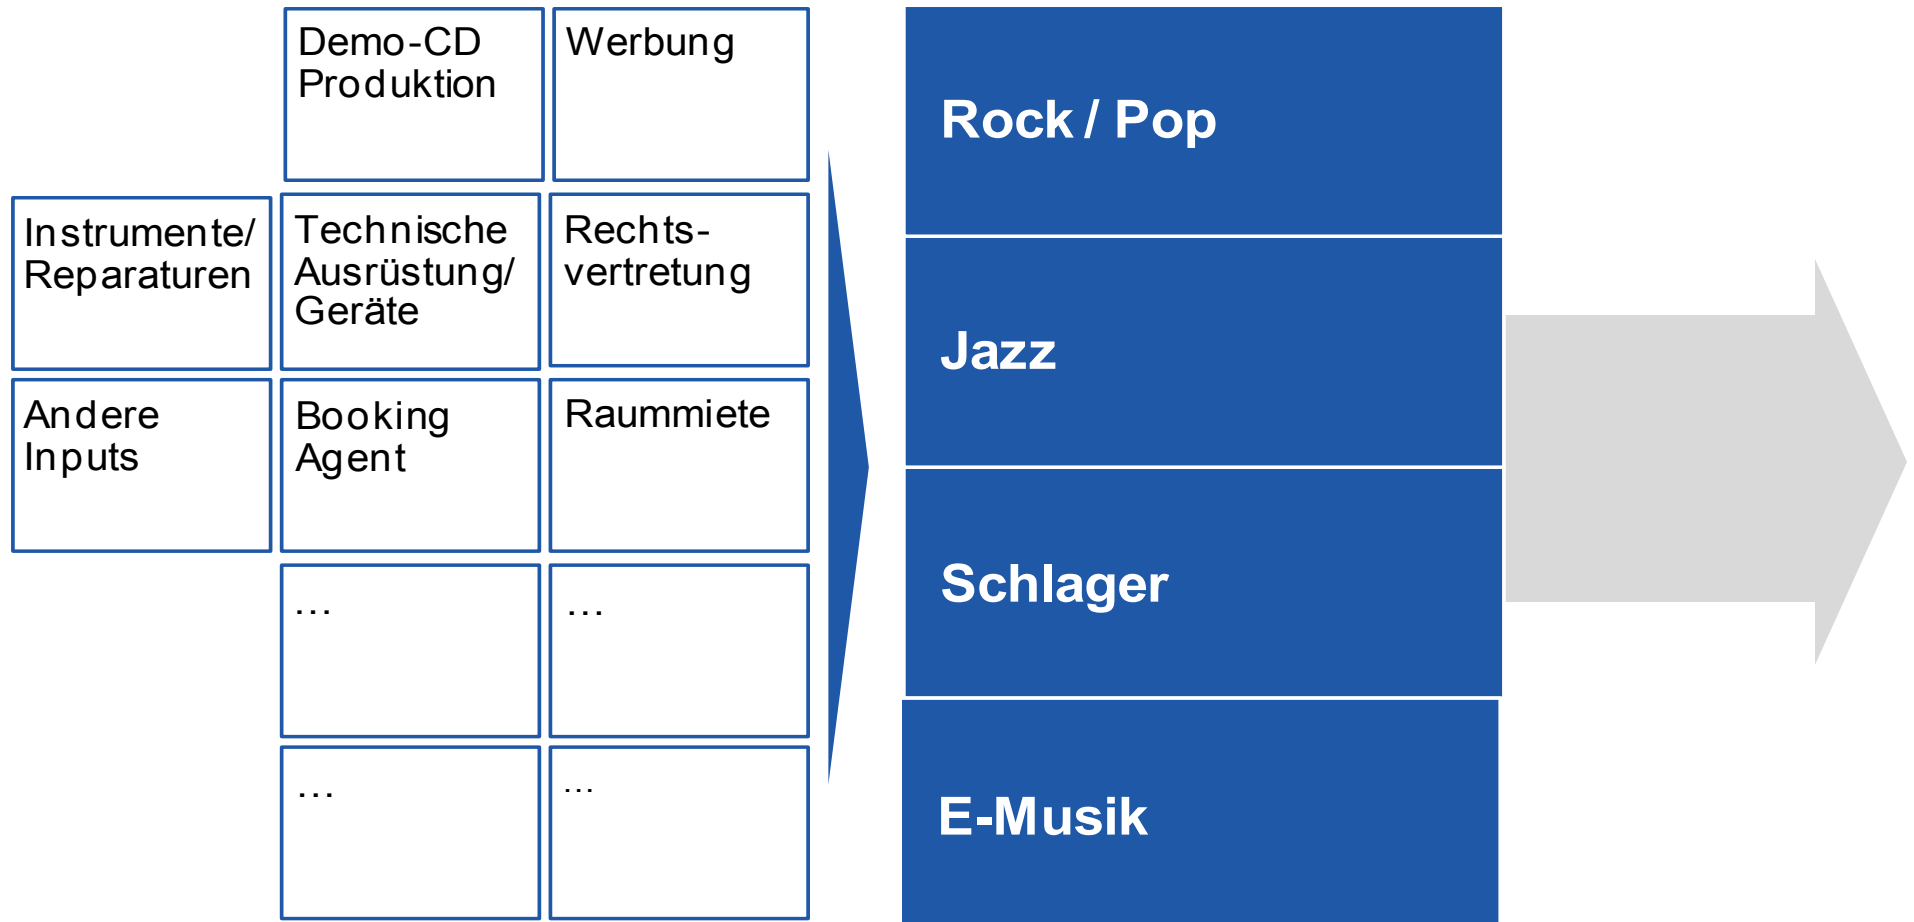 Demo-CD
Produktion
Werbung
Instrumente/
Reparaturen
Technische
Ausrüstung/
Geräte
Rechts-
vertretung
Andere
Inputs
Booking
Agent
Raummiete
...
...
...
...
Rock / Pop
Jazz
Schlager
E-Musik